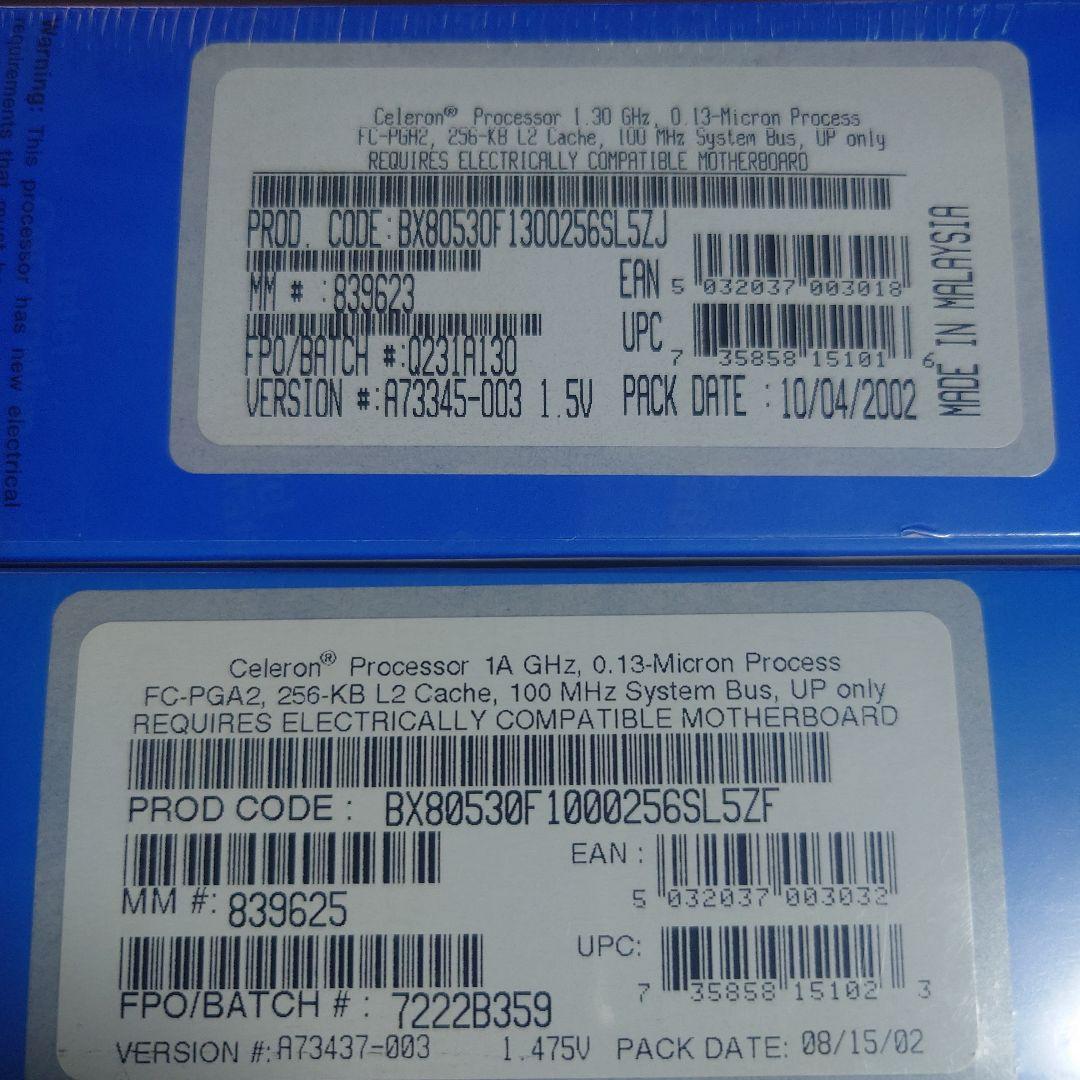 Warning: This processor has new electrical
requirements that must
Celeron® Processor 1.30 GHz, 0.13-Micron Process
FC-PGA2, 256-KB L2 Cache, 100 MHz System Bus, UP only
REQUIRES ELECTRICALLY COMPATIBLE MOTHERBOARD
PROD. CODE:BX80530F1300256SL5ZJ
MM # :839623
EAN 5 032037 003018
FPO/BATCH #:Q231A130
UPC 7 35858 15101 6
VERSION #:A73345-003 1.5V PACK DATE : 10/04/2002
MADE IN MALAYSIA
Celeron® Processor 1A GHz, 0.13-Micron Process
FC-PGA2, 256-KB L2 Cache, 100 MHz System Bus, UP only
REQUIRES ELECTRICALLY COMPATIBLE MOTHERBOARD
PROD CODE : BX80530F1000256SL5ZF
EAN : 5 032037 003032
MM #: 839625
UPC: 7 35858 15102 3
FPO/BATCH # : 7222B359
VERSION #:A73437-003 1.475V PACK DATE: 08/15/02